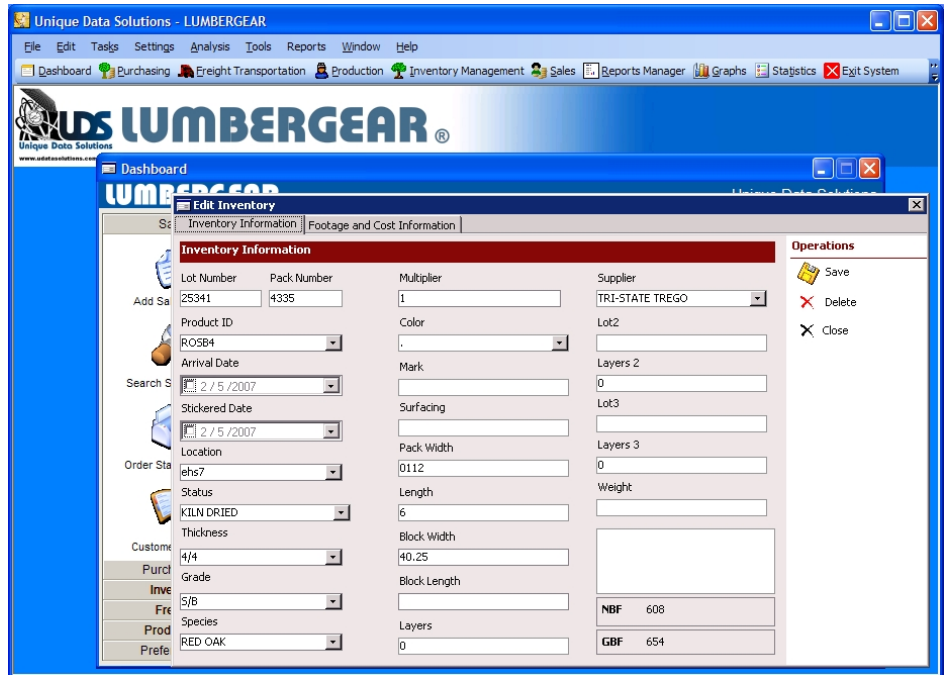 Unique Data Solutions - LUMBERGEAR
File Edit Tasks Settings Analysis Tools Reports Window Help
Dashboard Purchasing Freight Transportation Production Inventory Management Sales Reports Manager Graphs Statistics Exit System
UDS LUMBERGEAR ®
Unique Data Solutions
www.udatasolutions.com
Dashboard
LUMBERGEAR
Unique Data Solutions
Edit Inventory
Inventory Information Footage and Cost Information
Inventory Information
Operations
Save
Delete
Close
Lot Number Pack Number Multiplier Supplier
25341 4335 1 TRI-STATE TREGO
Product ID Color Lot2
ROSB4 .
Arrival Date Mark Layers 2
2 / 5 /2007 0
Stickered Date Surfacing Lot3
2 / 5 /2007
Location Pack Width Layers 3
ehs7 0112 0
Status Length Weight
KILN DRIED 6
Thickness Block Width
4/4 40.25
Grade Block Length
S/B NBF 608
Species Layers
RED OAK 0 GBF 654
Sa
Add Sa
Search S
Order Sta
Custome
Purch
Inve
Fre
Prod
Prefe